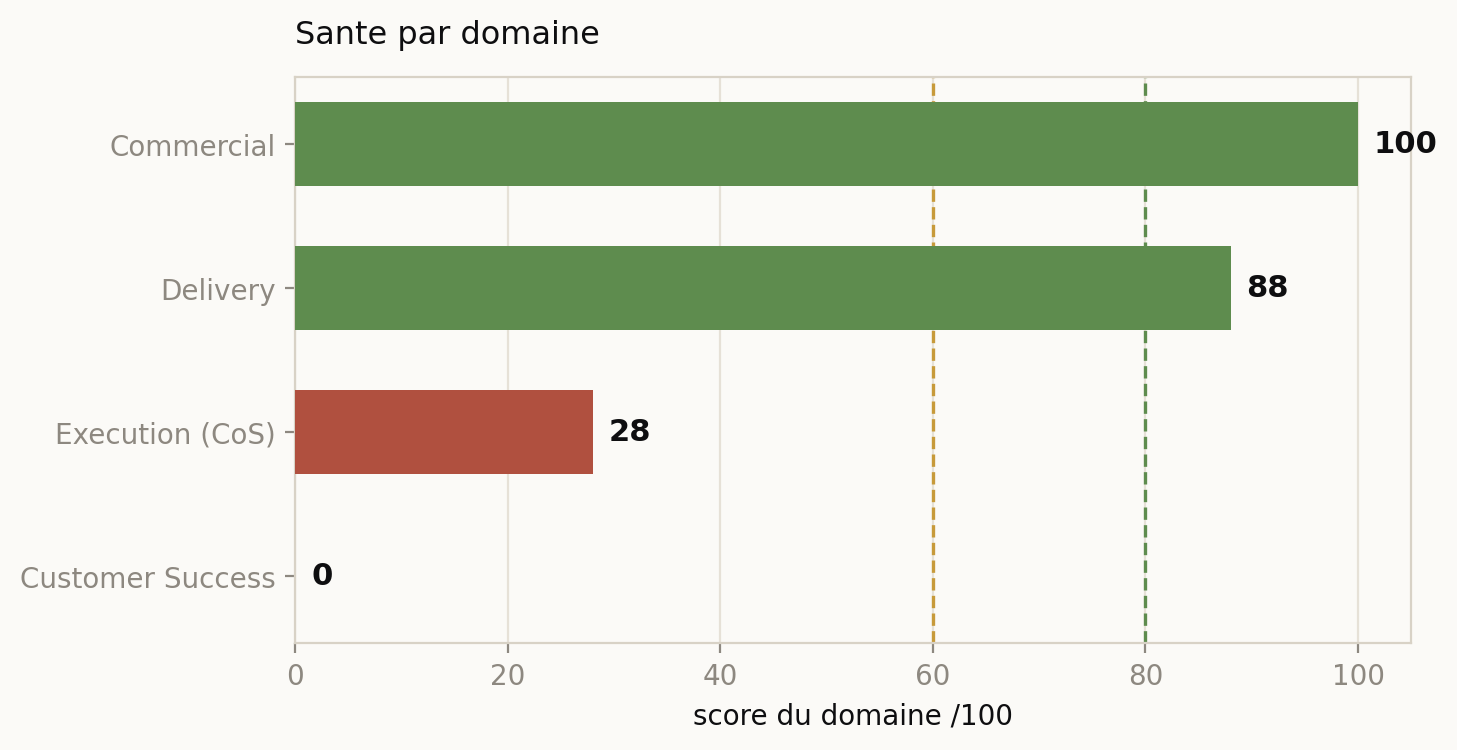 Sante par domaine
Commercial
100
Delivery
88
Execution (CoS)
28
Customer Success
0
0 20 40 60 80 100
score du domaine /100